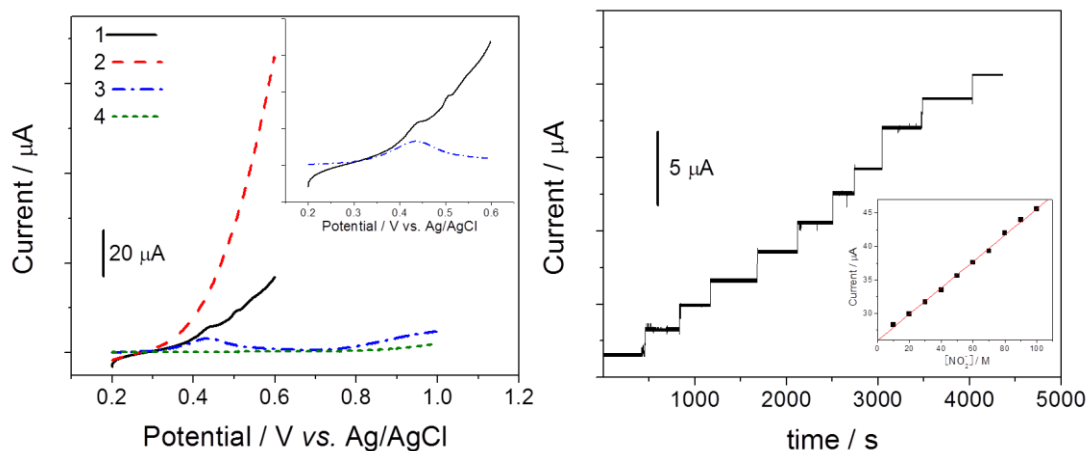 1
2
3
4
Current / μA
20 μA
0.2 0.4 0.6 0.8 1.0 1.2
Potential / V vs. Ag/AgCl
0.2 0.3 0.4 0.5 0.6
Potential / V vs. Ag/AgCl
Current / μA
5 μA
1000 2000 3000 4000 5000
time / s
45
40
35
30
Current / μA
0 20 40 60 80 100
[NO₂⁻] / M